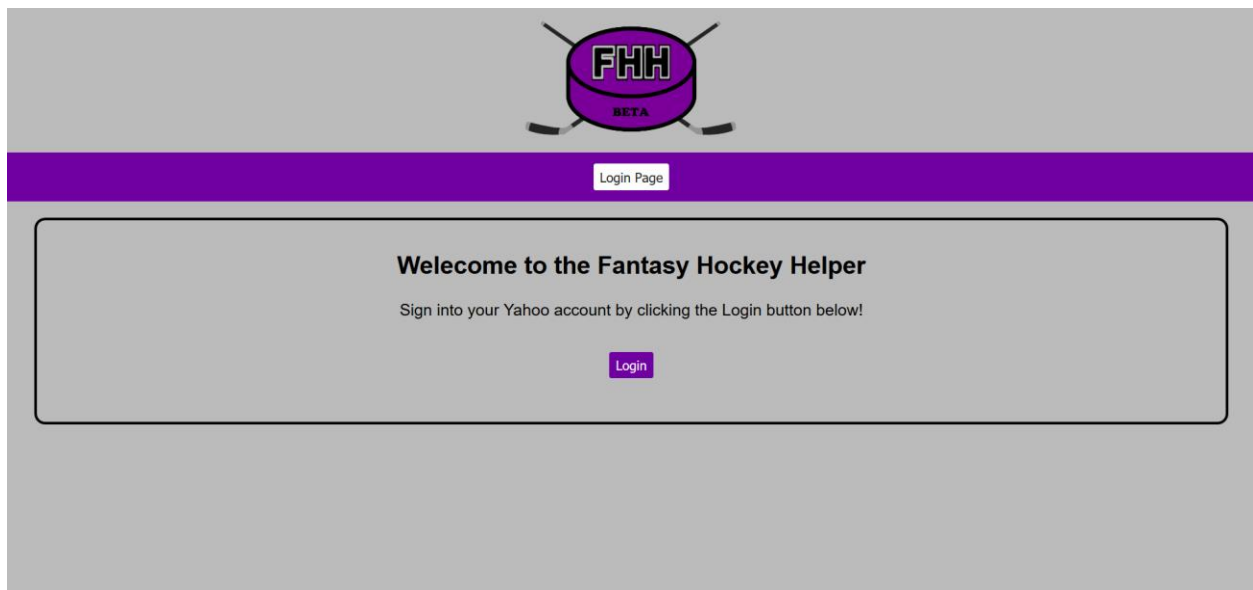 FHH
BETA
Login Page
Welecome to the Fantasy Hockey Helper
Sign into your Yahoo account by clicking the Login button below!
Login